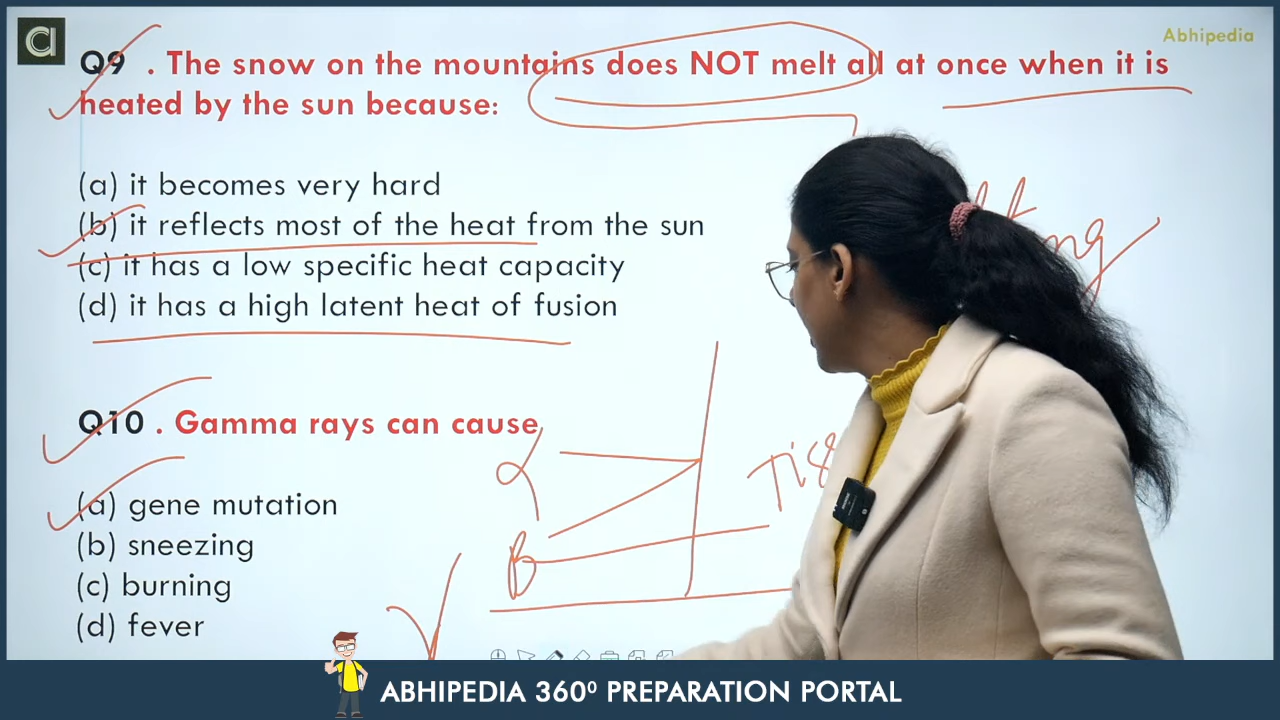 Abhipedia
Q9 . The snow on the mountains does NOT melt all at once when it is
heated by the sun because:
(a) it becomes very hard
(b) it reflects most of the heat from the sun
(c) it has a low specific heat capacity
(d) it has a high latent heat of fusion
Q10 . Gamma rays can cause
α
(a) gene mutation
(b) sneezing
β
(c) burning
(d) fever
γ
ABHIPEDIA 360⁰ PREPARATION PORTAL